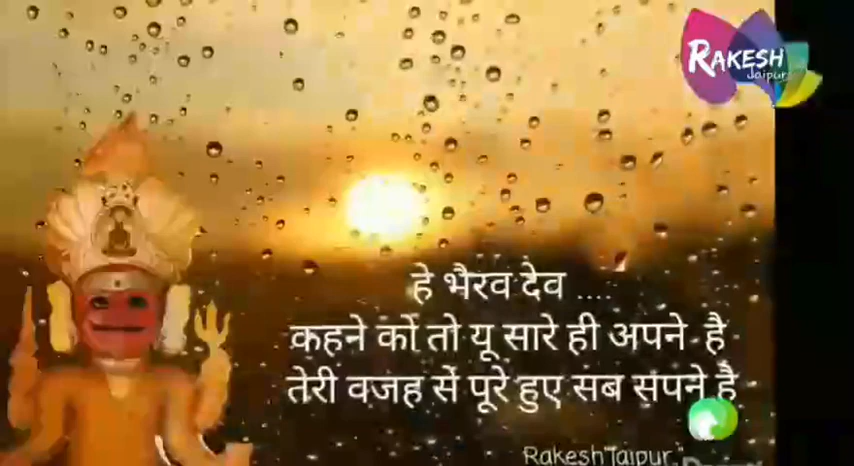 RAKESH
Jaipur
हे भैरव देव ....
कहने को तो यू सारे ही अपने है
तेरी वजह से पूरे हुए सब सपने है
Rakesh Jaipur